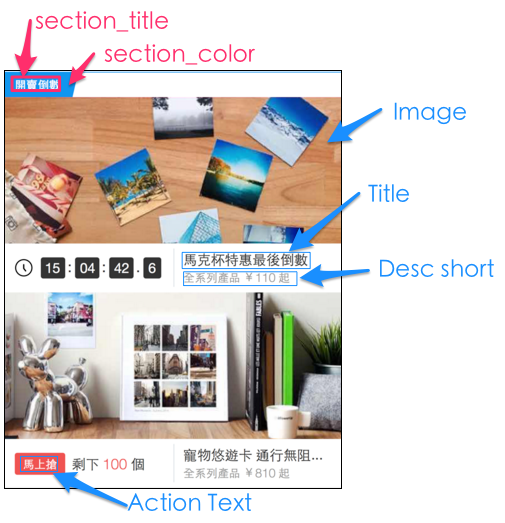 section_title
section_color
開賣倒數
Image
Title
馬克杯特惠最後倒數
15:04:42.6
全系列產品 ¥110 起
Desc short
馬上搶 剩下 100 個
寵物悠遊卡 通行無阻...
全系列產品 ¥810 起
Action Text